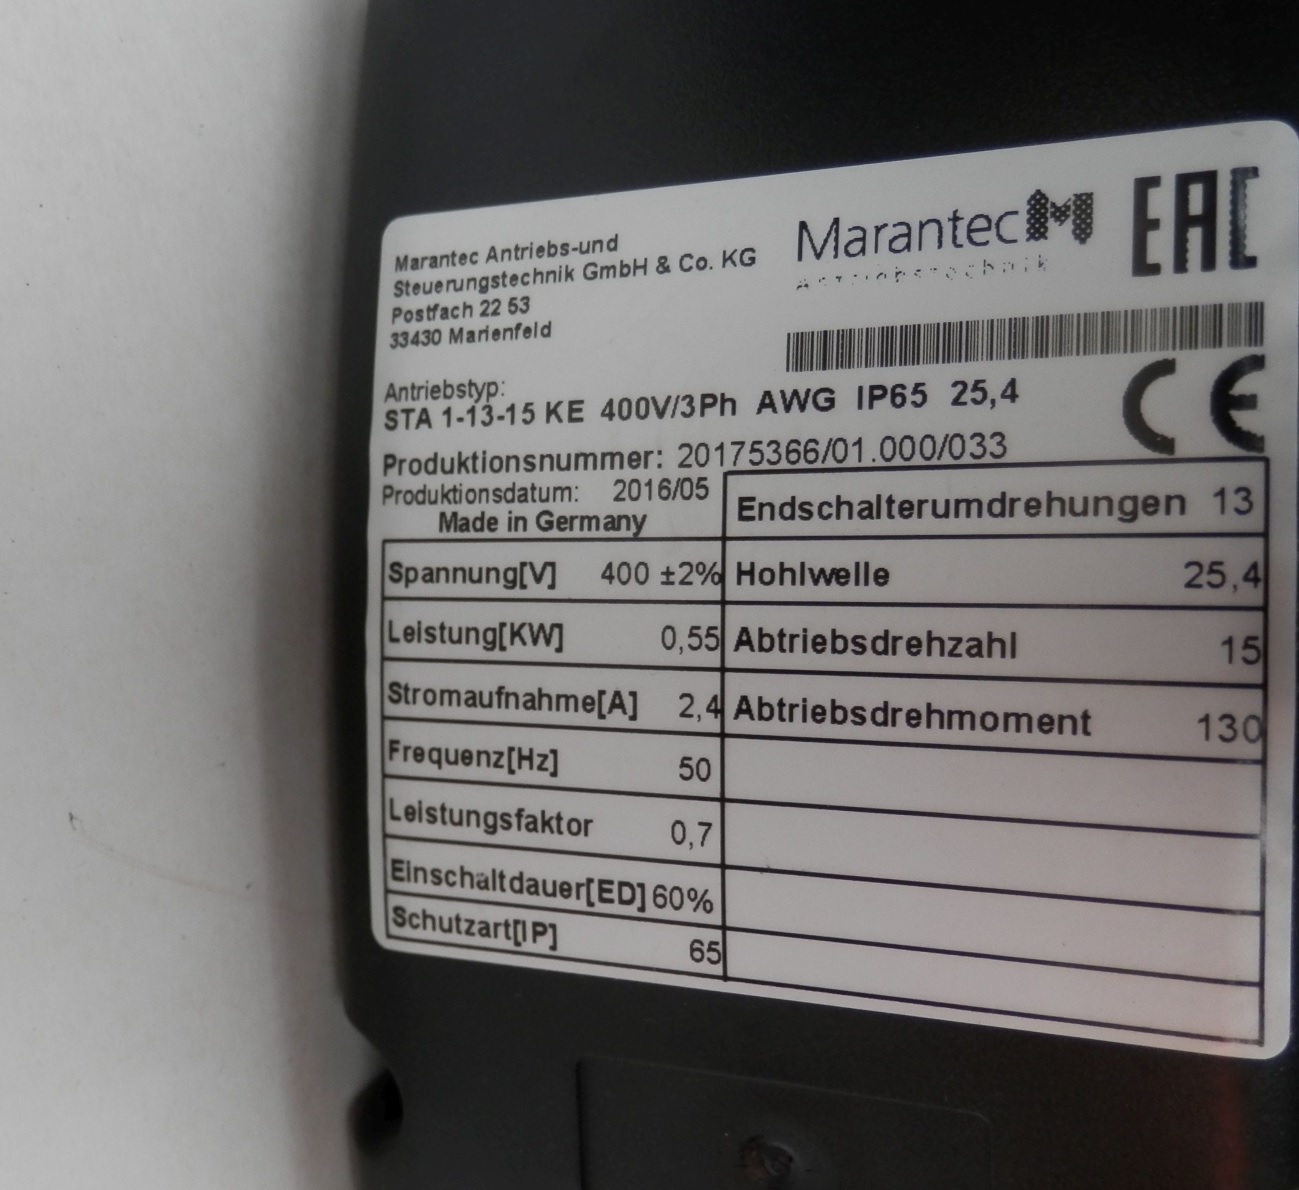 Marantec Antriebs-und
Steuerungstechnik GmbH & Co. KG
Postfach 22 53
33430 Marienfeld
Marantec
Antriebstechnik
EAC
Antriebstyp:
STA 1-13-15 KE 400V/3Ph AWG IP65 25,4
CE
Produktionsnummer: 20175366/01.000/033
Produktionsdatum: 2016/05
Made in Germany
Endschalterumdrehungen 13
Spannung[V] 400 ±2%
Hohlwelle 25,4
Leistung[KW] 0,55
Abtriebsdrehzahl 15
Stromaufnahme[A] 2,4
Abtriebsdrehmoment 130
Frequenz[Hz] 50
Leistungsfaktor 0,7
Einschaltdauer[ED] 60%
Schutzart[IP] 65